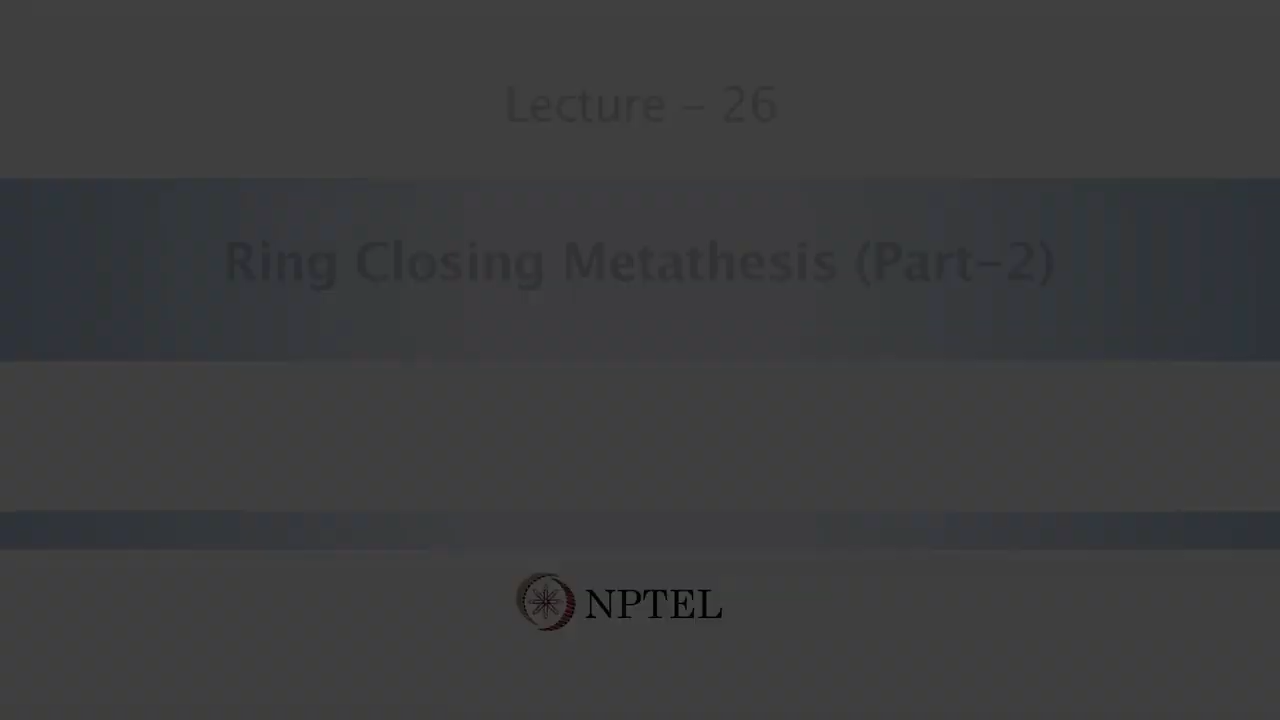 Lecture – 26
Ring Closing Metathesis (Part-2)
NPTEL